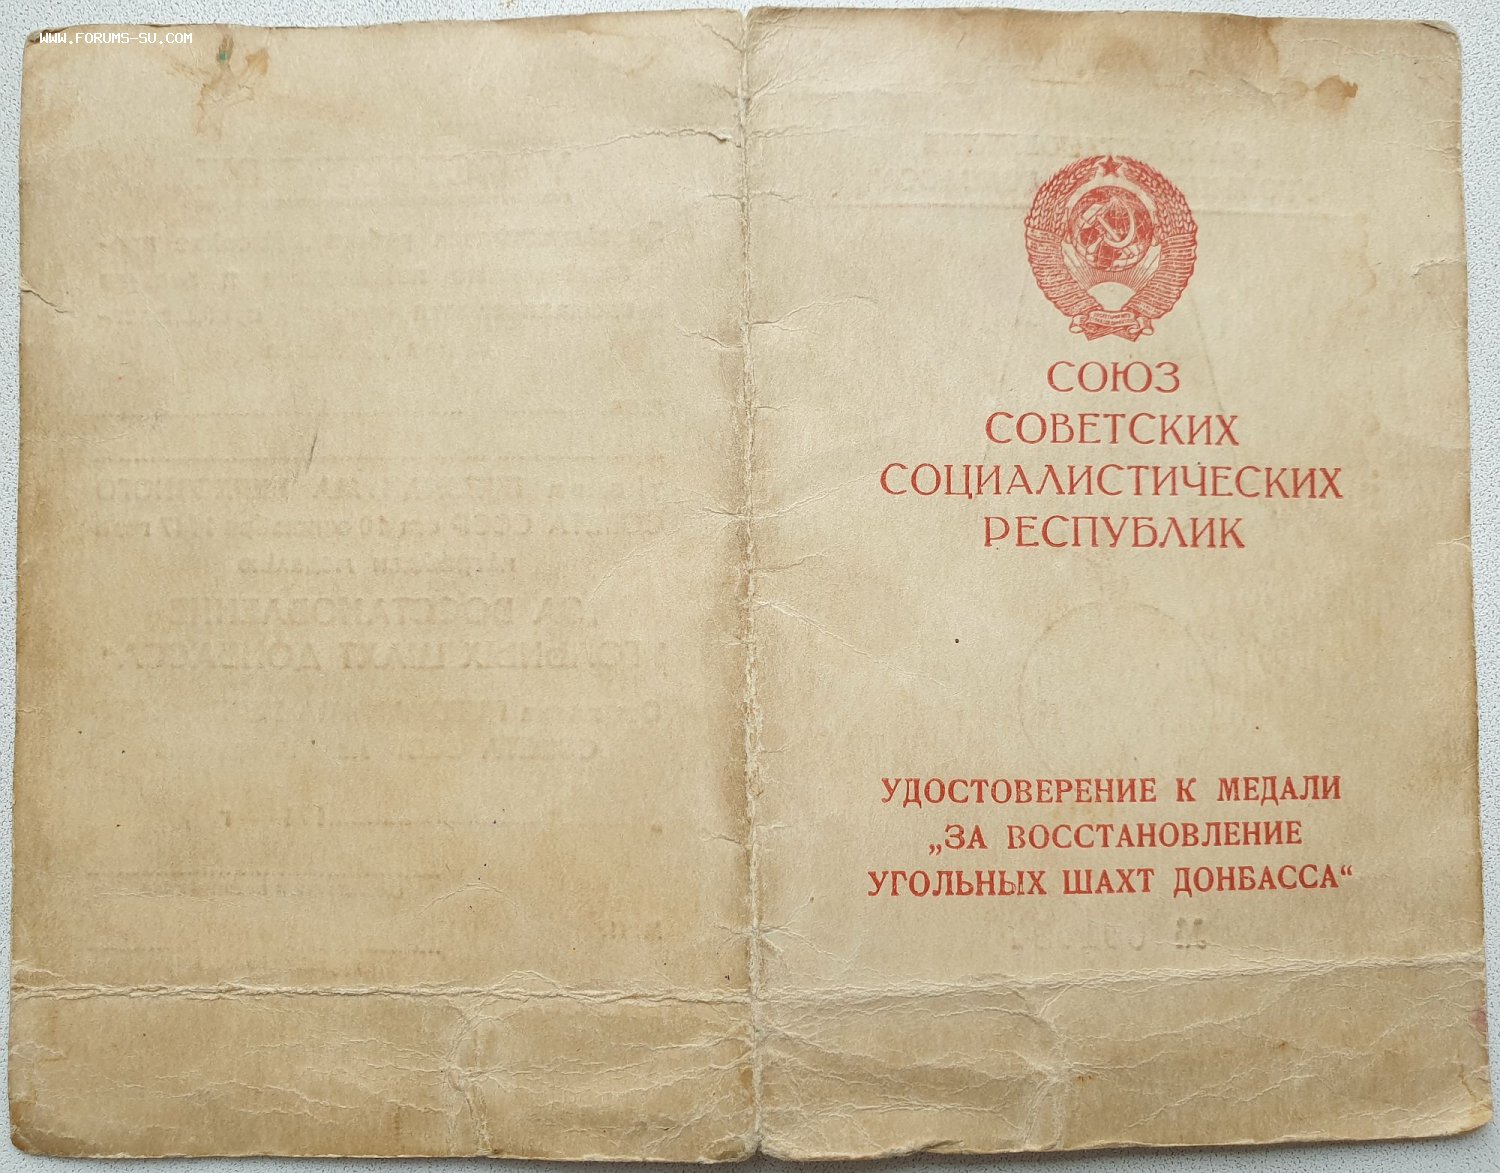 WWW.FORUMS-SU.COM
СОЮЗ
СОВЕТСКИХ
СОЦИАЛИСТИЧЕСКИХ
РЕСПУБЛИК
УДОСТОВЕРЕНИЕ К МЕДАЛИ
„ЗА ВОССТАНОВЛЕНИЕ
УГОЛЬНЫХ ШАХТ ДОНБАССА“